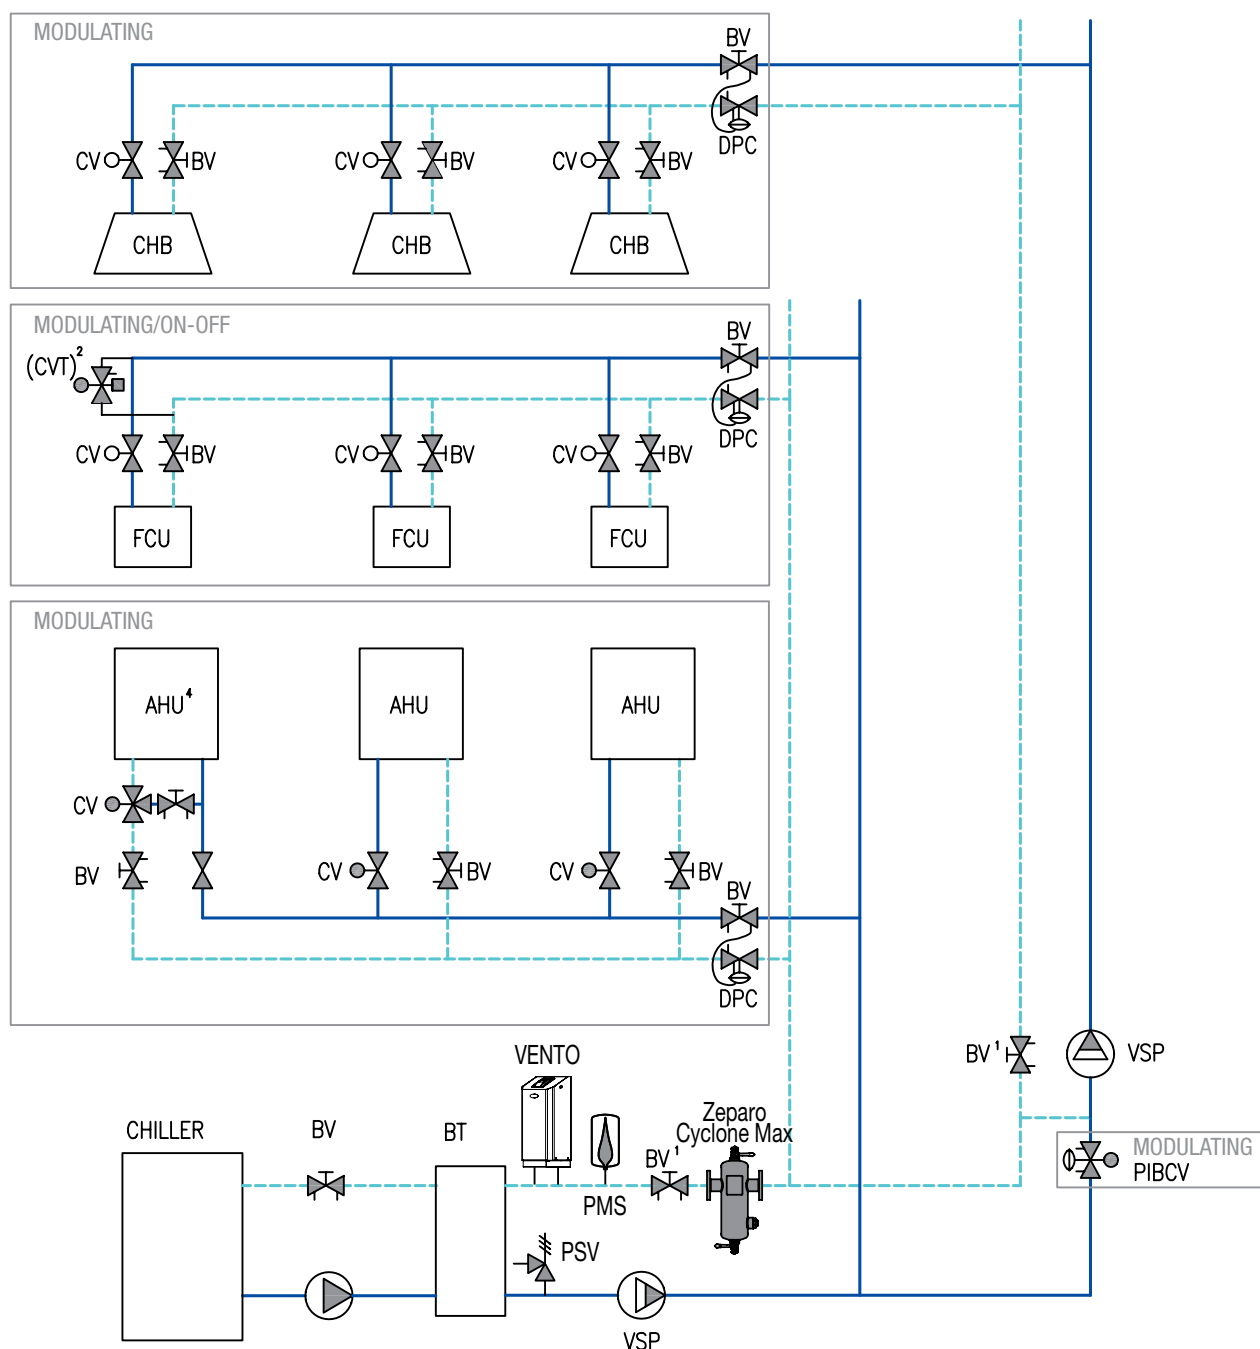 MODULATING
BV
DPC
CV BV CV BV CV BV
CHB CHB CHB
MODULATING/ON-OFF
BV
(CVT)²
DPC
CV BV CV BV CV BV
FCU FCU FCU
MODULATING
AHU⁴ AHU AHU
CV
BV CV BV CV BV
BV
DPC
VENTO
BV¹ VSP
Zeparo
Cyclone Max
CHILLER BV BT
BV¹
MODULATING
PIBCV
PMS
PSV
VSP